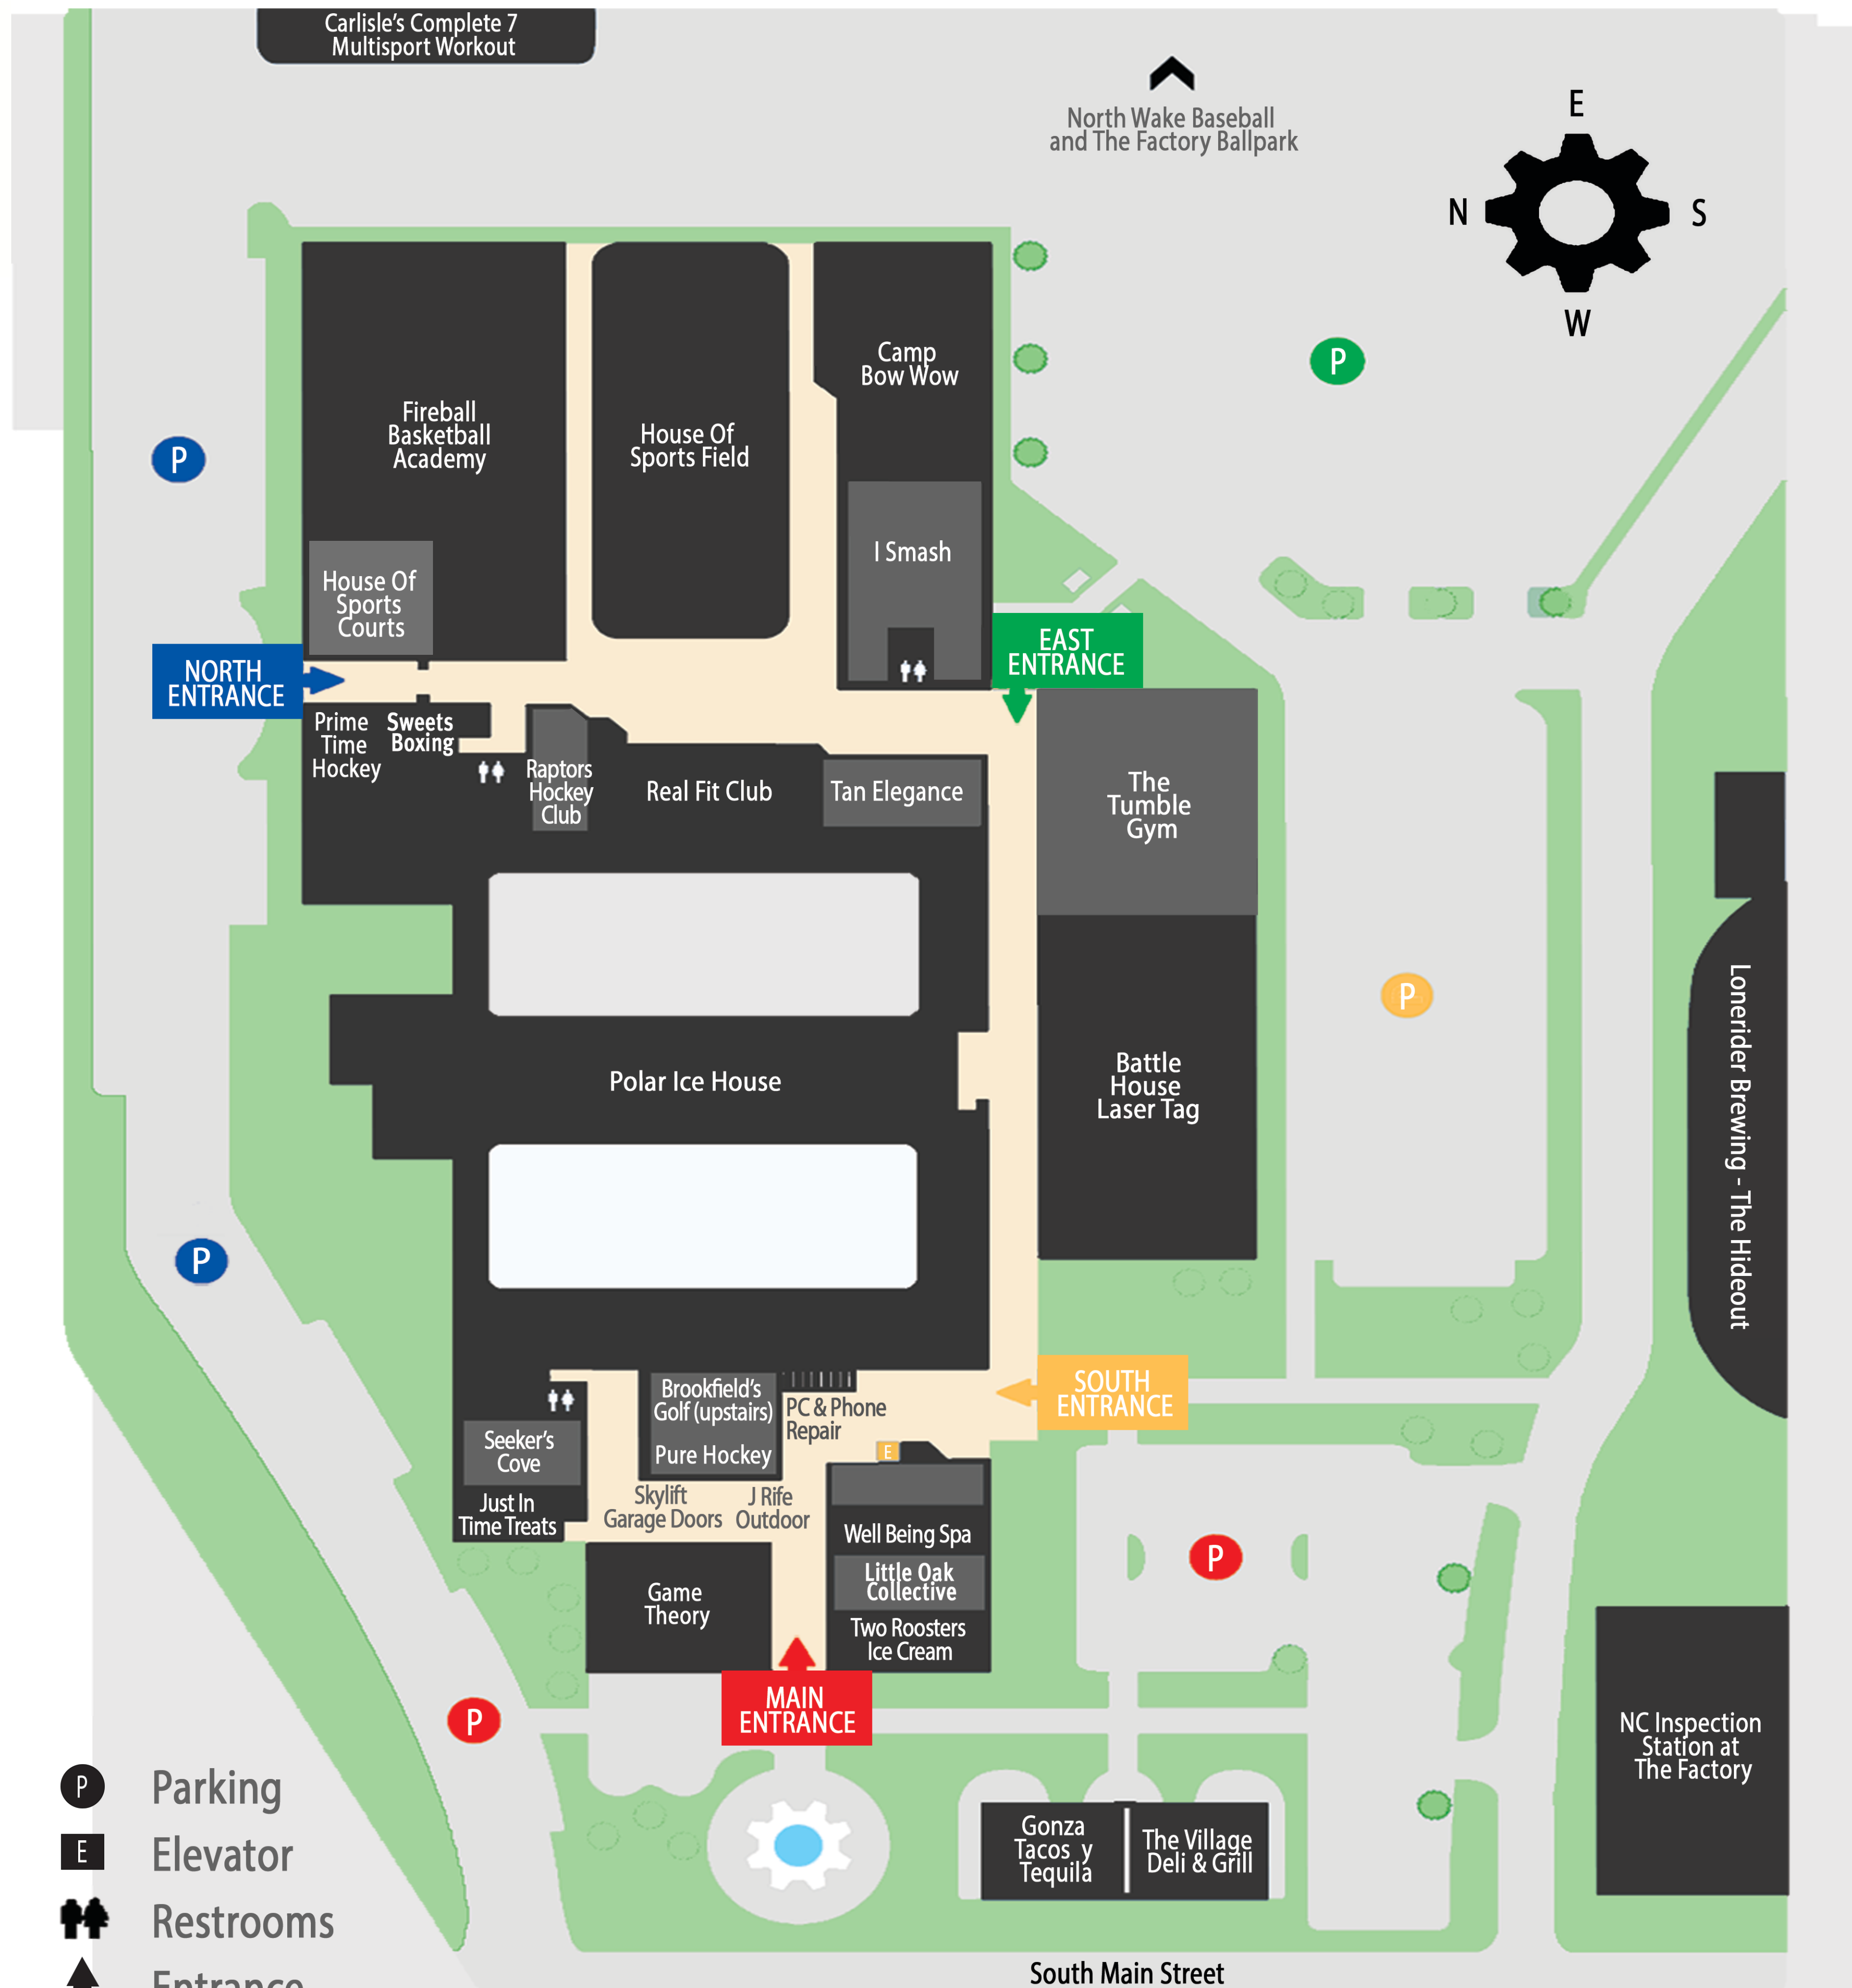 Carlisle's Complete 7
Multisport Workout
North Wake Baseball
and The Factory Ballpark
E
N
S
W
P
P
Fireball
Basketball
Academy
House Of
Sports Field
Camp
Bow Wow
I Smash
House Of
Sports
Courts
NORTH
ENTRANCE
EAST
ENTRANCE
Prime
Time
Hockey
Sweets
Boxing
Raptors
Hockey
Club
Real Fit Club
Tan Elegance
The
Tumble
Gym
P
Polar Ice House
Battle
House
Laser Tag
Lonerider Brewing - The Hideout
P
SOUTH
ENTRANCE
Brookfield's
Golf (upstairs)
Pure Hockey
PC & Phone
Repair
E
Seeker's
Cove
Just In
Time Treats
Skylift
Garage Doors
J Rife
Outdoor
Well Being Spa
Little Oak
Collective
Two Roosters
Ice Cream
Game
Theory
P
P
MAIN
ENTRANCE
NC Inspection
Station at
The Factory
Gonza
Tacos y
Tequila
The Village
Deli & Grill
P Parking
E Elevator
Restrooms
Entrance
South Main Street